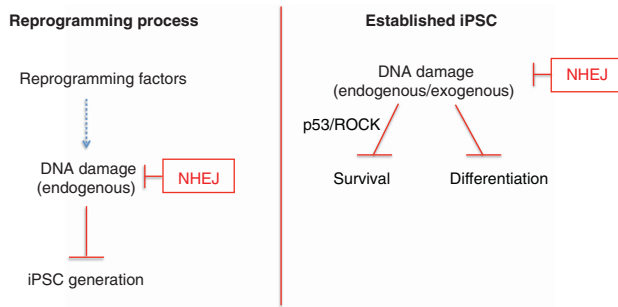 Reprogramming process
Reprogramming factors
DNA damage
(endogenous)
NHEJ
iPSC generation
Established iPSC
DNA damage
(endogenous/exogenous)
NHEJ
p53/ROCK
Survival
Differentiation